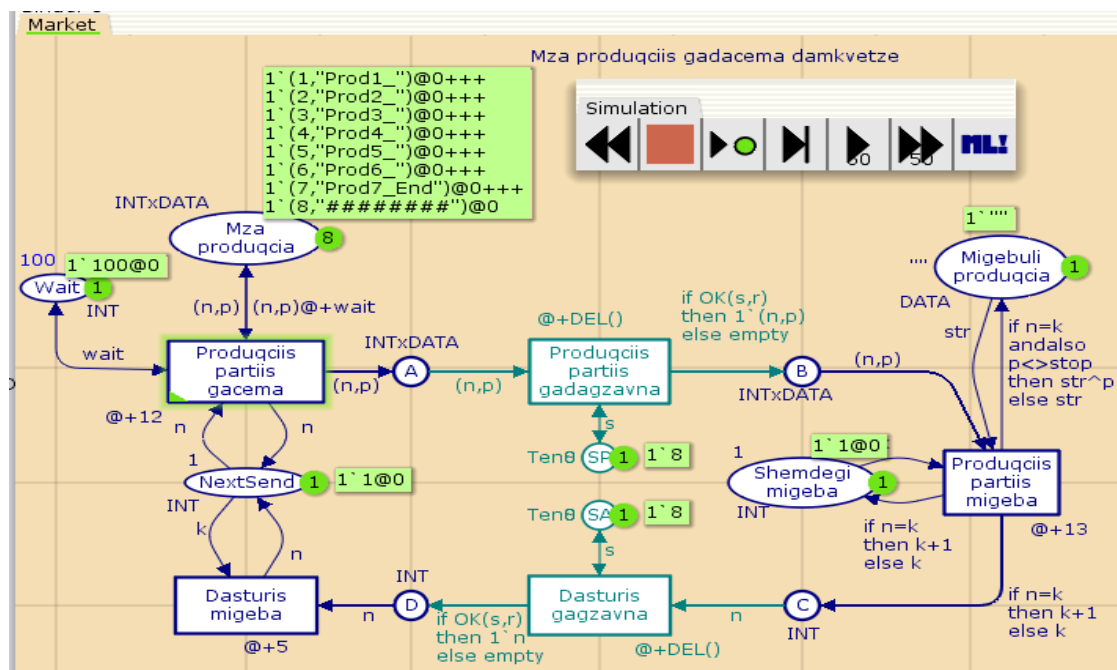 Market
Mza produqciis gadacema damkvetze
1`(1,"Prod1_")@0+++
1`(2,"Prod2_")@0+++
1`(3,"Prod3_")@0+++
1`(4,"Prod4_")@0+++
1`(5,"Prod5_")@0+++
1`(6,"Prod6_")@0+++
1`(7,"Prod7_End")@0+++
1`(8,"########")@0
Simulation
ML!
INTxDATA
Mza
produqcia
8
100
1`100@0
Wait
1
INT
(n,p)
(n,p)@+wait
wait
1`""
""
Migebuli
produqcia
1
DATA
str
if n=k
andalso
p<>stop
then str^p
else str
if OK(s,r)
then 1`(n,p)
else empty
@+DEL()
INTxDATA
Produqciis
partiis
gacema
(n,p)
A
(n,p)
Produqciis
partiis
gadagzavna
B
(n,p)
INTxDATA
@+12
n
n
s
Ten0
SP
1
1`8
1
NextSend
1
1`1@0
INT
1
1`1@0
Shemdegi
migeba
1
INT
Produqciis
partiis
migeba
@+13
Ten0
SA
1
1`8
s
k
n
if n=k
then k+1
else k
Dasturis
migeba
@+5
n
INT
D
if OK(s,r)
then 1`n
else empty
Dasturis
gagzavna
@+DEL()
n
C
INT
if n=k
then k+1
else k